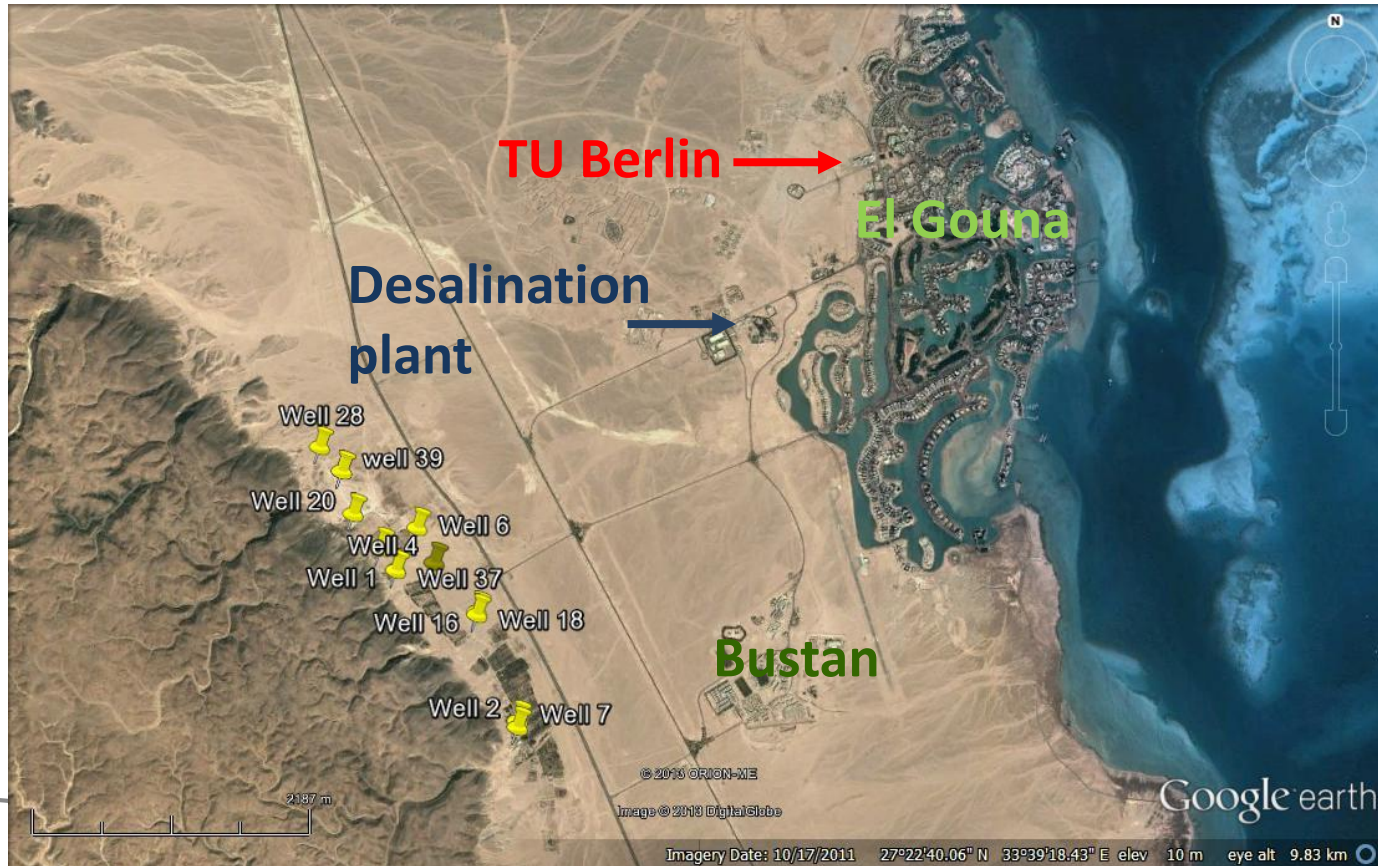 N
TU Berlin
El Gouna
Desalination
plant
Well 28
well 39
Well 20
Well 6
Well 4
Well 1
Well 37
Well 16
Well 18
Bustan
Well 2
Well 7
© 2013 ORION-ME
2187 m
Image © 2013 DigitalGlobe
Google earth
Imagery Date: 10/17/2011 27°22'40.06" N 33°39'18.43" E elev 10 m eye alt 9.83 km